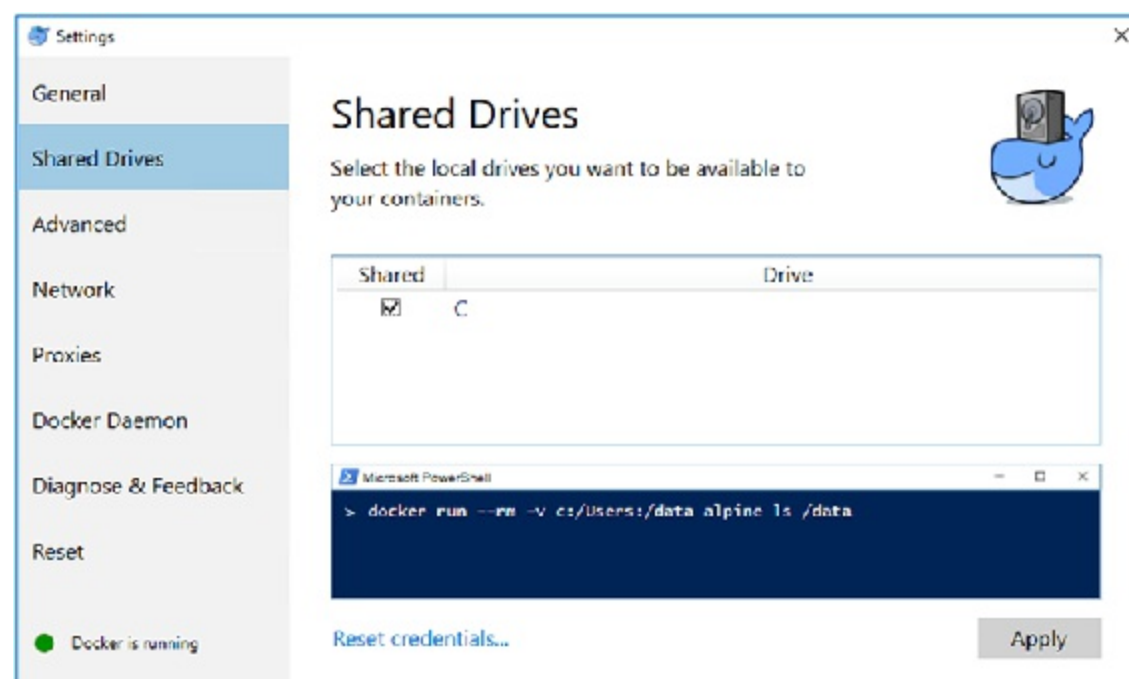 Settings
General
Shared Drives
Advanced
Network
Proxies
Docker Daemon
Diagnose & Feedback
Reset
Docker is running
Shared Drives
Select the local drives you want to be available to
your containers.
Shared Drive
C
Microsoft PowerShell
> docker run --rm -v c:/Users:/data alpine ls /data
Reset credentials...
Apply